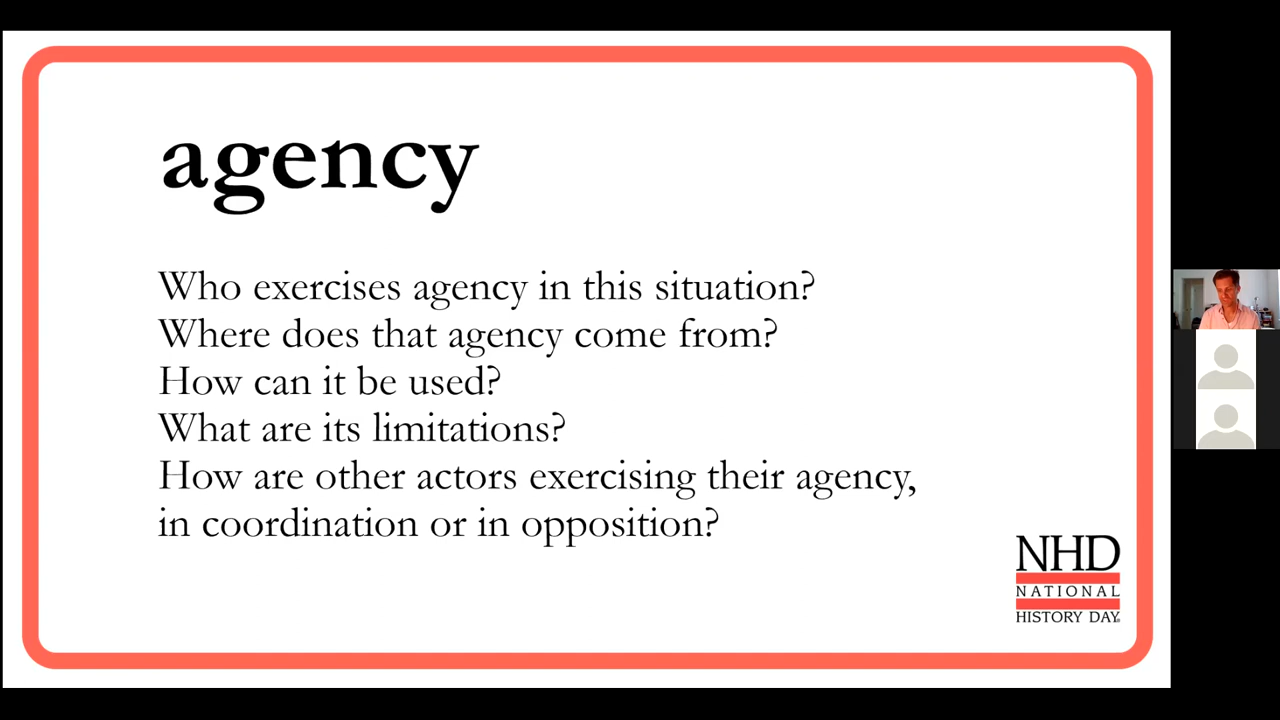 agency
Who exercises agency in this situation?
Where does that agency come from?
How can it be used?
What are its limitations?
How are other actors exercising their agency,
in coordination or in opposition?
NHD
NATIONAL
HISTORY DAY®